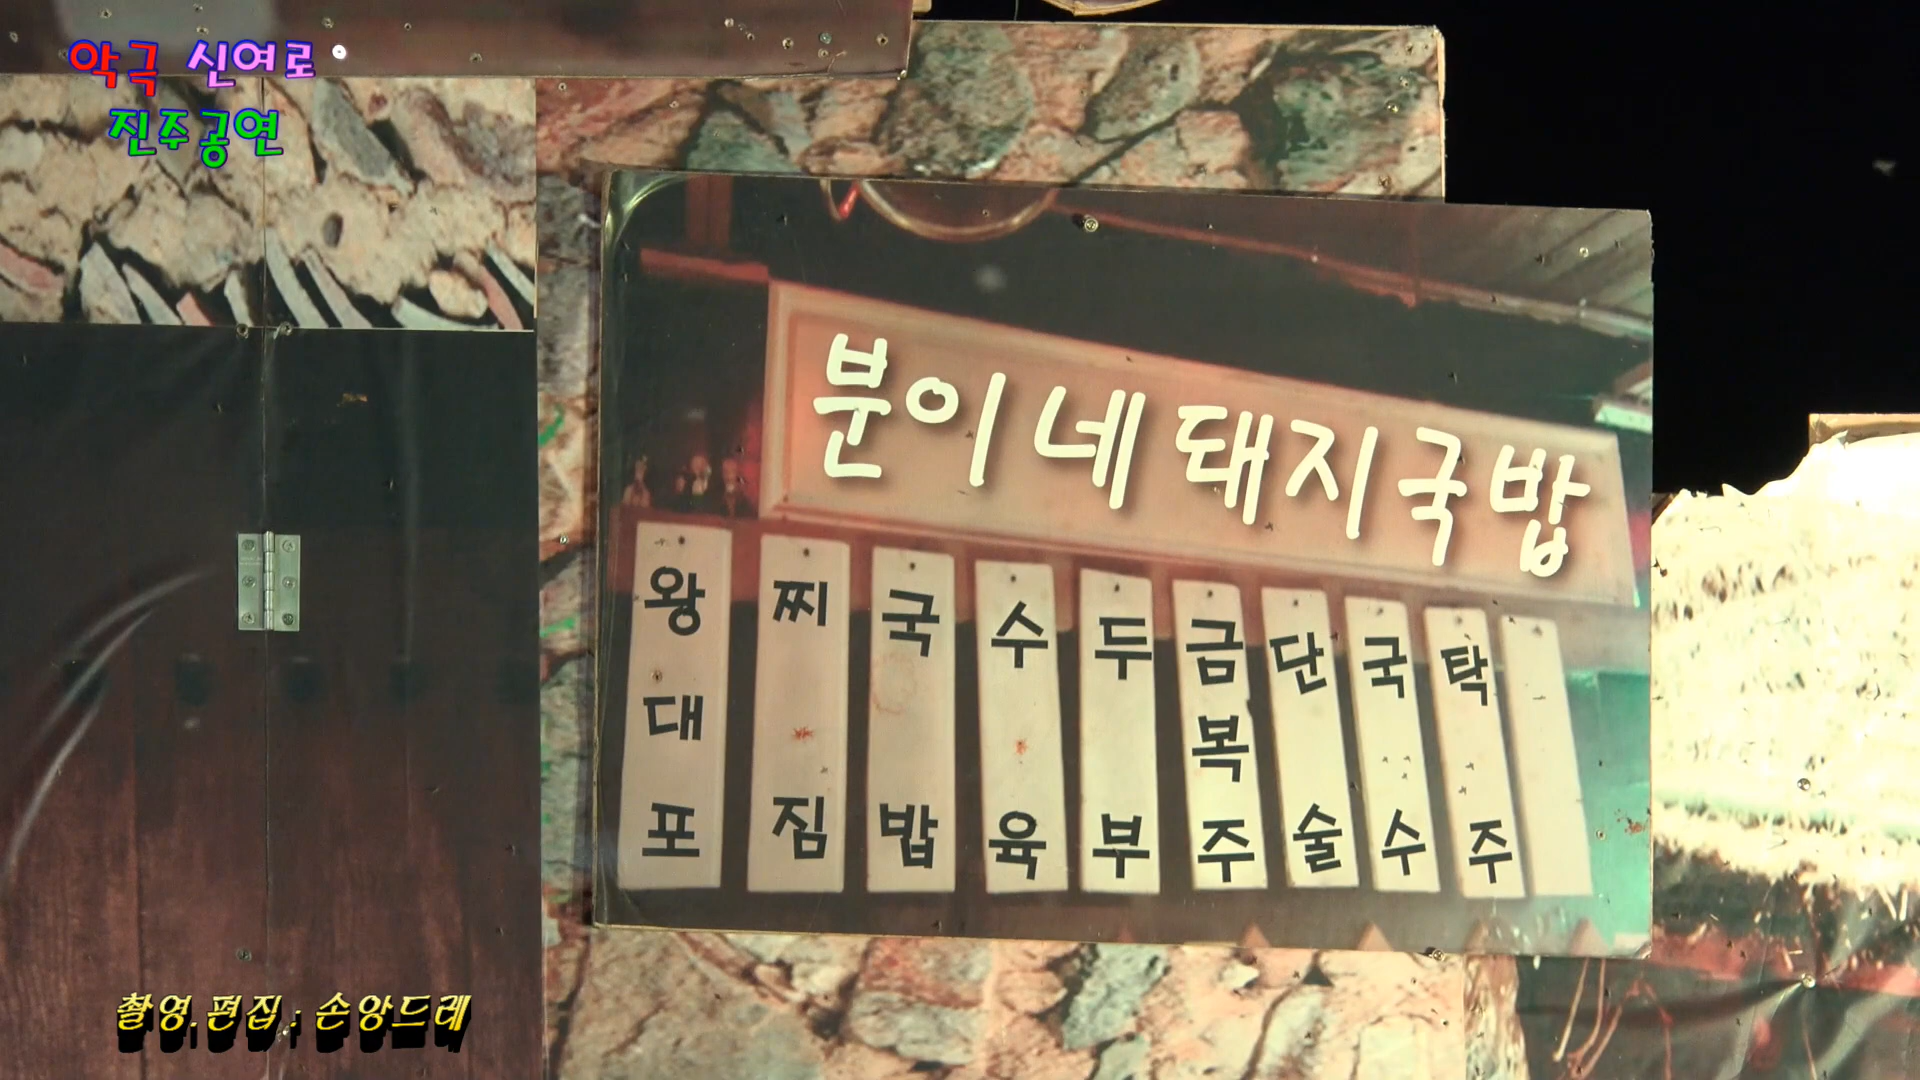 악극 신여로
진주공연
분이네돼지국밥
왕대포
찌짐
국밥
수육
두부
금복주
단술
국수
탁주
촬영.편집 : 손앙드레